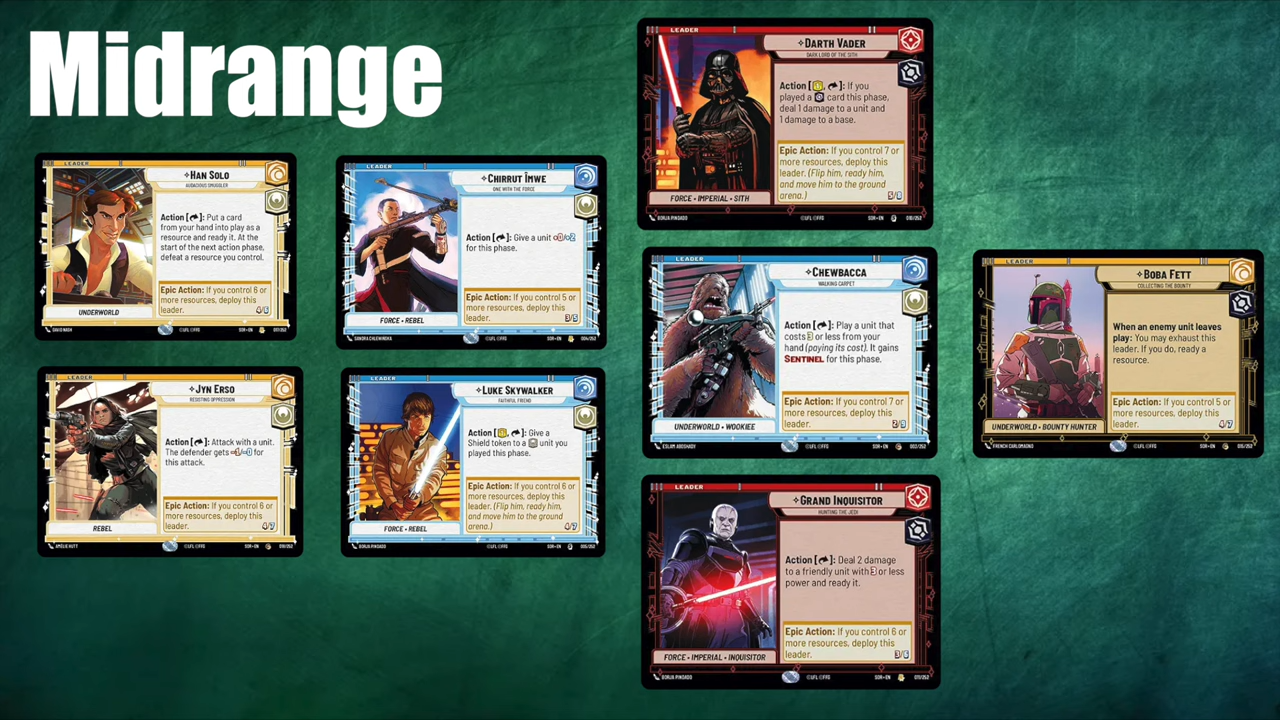 Midrange
LEADER
HAN SOLO
AUDACIOUS SMUGGLER
Action [ ]: Put a card
from your hand into play as a
resource and ready it. At the
start of the next action phase,
defeat a resource you control.
Epic Action: If you control 6 or
more resources, deploy this
leader.
4/6
UNDERWORLD
LEADER
CHIRRUT ÎMWE
ONE WITH THE FORCE
Action [ ]: Give a unit +0/+2
for this phase.
Epic Action: If you control 5 or
more resources, deploy this
leader.
3/5
FORCE • REBEL
LEADER
JYN ERSO
RESISTING OPPRESSION
Action [ ]: Attack with a unit.
The defender gets -1/-0 for
this attack.
Epic Action: If you control 6 or
more resources, deploy this
leader.
4/7
REBEL
LEADER
LUKE SKYWALKER
FAITHFUL FRIEND
Action [ ]: Give a
Shield token to a unit you
played this phase.
Epic Action: If you control 6 or
more resources, deploy this
leader. (Flip him, ready him,
and move him to the ground
arena.)
4/7
FORCE • REBEL
LEADER
DARTH VADER
DARK LORD OF THE SITH
Action [ ]: If you
played a card this phase,
deal 1 damage to a unit and
1 damage to a base.
Epic Action: If you control 7 or
more resources, deploy this
leader. (Flip him, ready him,
and move him to the ground
arena.)
5/8
FORCE • IMPERIAL • SITH
LEADER
CHEWBACCA
WALKING CARPET
Action [ ]: Play a unit that
costs 3 or less from your
hand (paying its cost). It gains
SENTINEL for this phase.
Epic Action: If you control 7 or
more resources, deploy this
leader.
2/9
UNDERWORLD • WOOKIEE
LEADER
GRAND INQUISITOR
HUNTING THE JEDI
Action [ ]: Deal 2 damage
to a friendly unit with 3 or less
power and ready it.
Epic Action: If you control 6 or
more resources, deploy this
leader.
3/6
FORCE • IMPERIAL • INQUISITOR
LEADER
BOBA FETT
COLLECTING THE BOUNTY
When an enemy unit leaves
play: You may exhaust this
leader. If you do, ready a
resource.
Epic Action: If you control 5 or
more resources, deploy this
leader.
4/7
UNDERWORLD • BOUNTY HUNTER